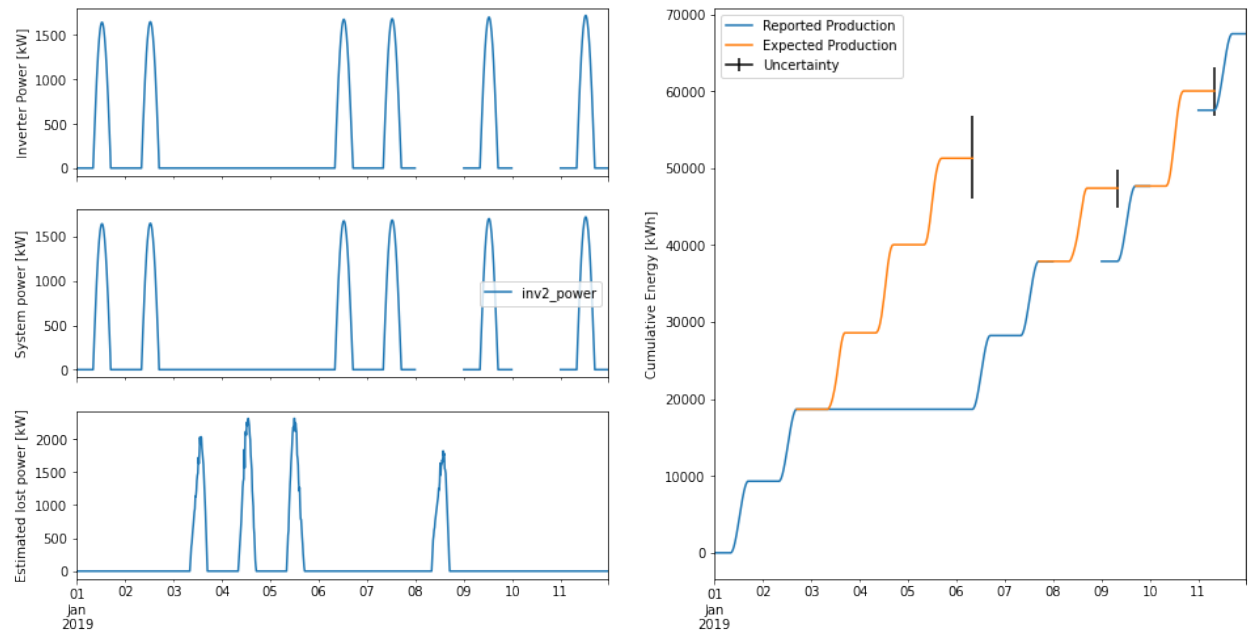 Inverter Power [kW]
1500
1000
500
0
System power [kW]
1500
1000
500
0
inv2_power
Estimated lost power [kW]
2000
1500
1000
500
0
01 02 03 04 05 06 07 08 09 10 11
Jan
2019
Cumulative Energy [kWh]
70000
60000
50000
40000
30000
20000
10000
0
Reported Production
Expected Production
Uncertainty
01 02 03 04 05 06 07 08 09 10 11
Jan
2019